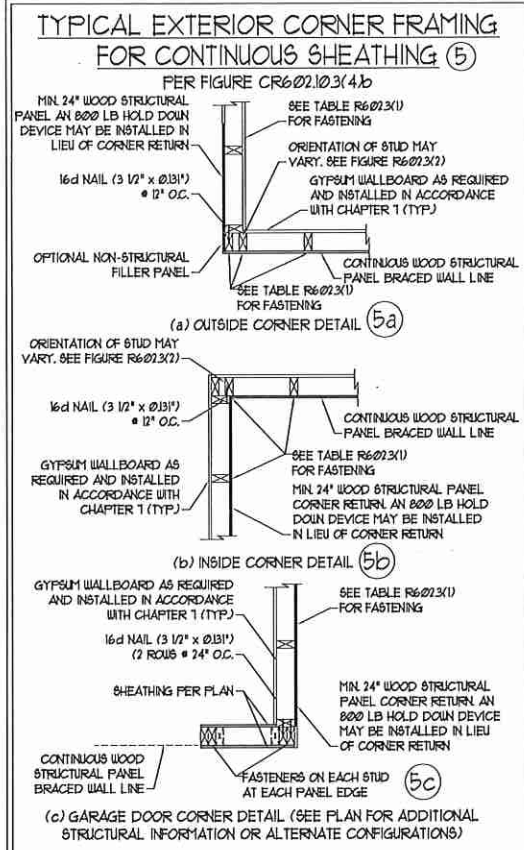 TYPICAL EXTERIOR CORNER FRAMING
FOR CONTINUOUS SHEATHING 5
PER FIGURE CR602.10.3(4)b
MIN. 24" WOOD STRUCTURAL
PANEL AN 800 LB HOLD DOWN
DEVICE MAY BE INSTALLED IN
LIEU OF CORNER RETURN
SEE TABLE R602.3(1)
FOR FASTENING
16d NAIL (3 1/2" x 0.131")
@ 12" O.C.
ORIENTATION OF STUD MAY
VARY. SEE FIGURE R602.3(2)
GYPSUM WALLBOARD AS REQUIRED
AND INSTALLED IN ACCORDANCE
WITH CHAPTER 7 (TYP.)
OPTIONAL NON-STRUCTURAL
FILLER PANEL
CONTINUOUS WOOD STRUCTURAL
PANEL BRACED WALL LINE
SEE TABLE R602.3(1)
FOR FASTENING
(a) OUTSIDE CORNER DETAIL 5a
ORIENTATION OF STUD MAY
VARY. SEE FIGURE R602.3(2)
16d NAIL (3 1/2" x 0.131")
@ 12" O.C.
CONTINUOUS WOOD STRUCTURAL
PANEL BRACED WALL LINE
GYPSUM WALLBOARD AS
REQUIRED AND INSTALLED
IN ACCORDANCE WITH
CHAPTER 7 (TYP.)
SEE TABLE R602.3(1)
FOR FASTENING
MIN. 24" WOOD STRUCTURAL PANEL
CORNER RETURN. AN 800 LB HOLD
DOWN DEVICE MAY BE INSTALLED
IN LIEU OF CORNER RETURN
(b) INSIDE CORNER DETAIL 5b
GYPSUM WALLBOARD AS REQUIRED
AND INSTALLED IN ACCORDANCE
WITH CHAPTER 7 (TYP.)
SEE TABLE R602.3(1)
FOR FASTENING
16d NAIL (3 1/2" x 0.131")
(2 ROWS @ 24" O.C.
SHEATHING PER PLAN
MIN. 24" WOOD STRUCTURAL
PANEL CORNER RETURN. AN
800 LB HOLD DOWN DEVICE
MAY BE INSTALLED IN LIEU
OF CORNER RETURN
CONTINUOUS WOOD
STRUCTURAL PANEL
BRACED WALL LINE
FASTENERS ON EACH STUD
AT EACH PANEL EDGE
5c
(c) GARAGE DOOR CORNER DETAIL (SEE PLAN FOR ADDITIONAL
STRUCTURAL INFORMATION OR ALTERNATE CONFIGURATIONS)